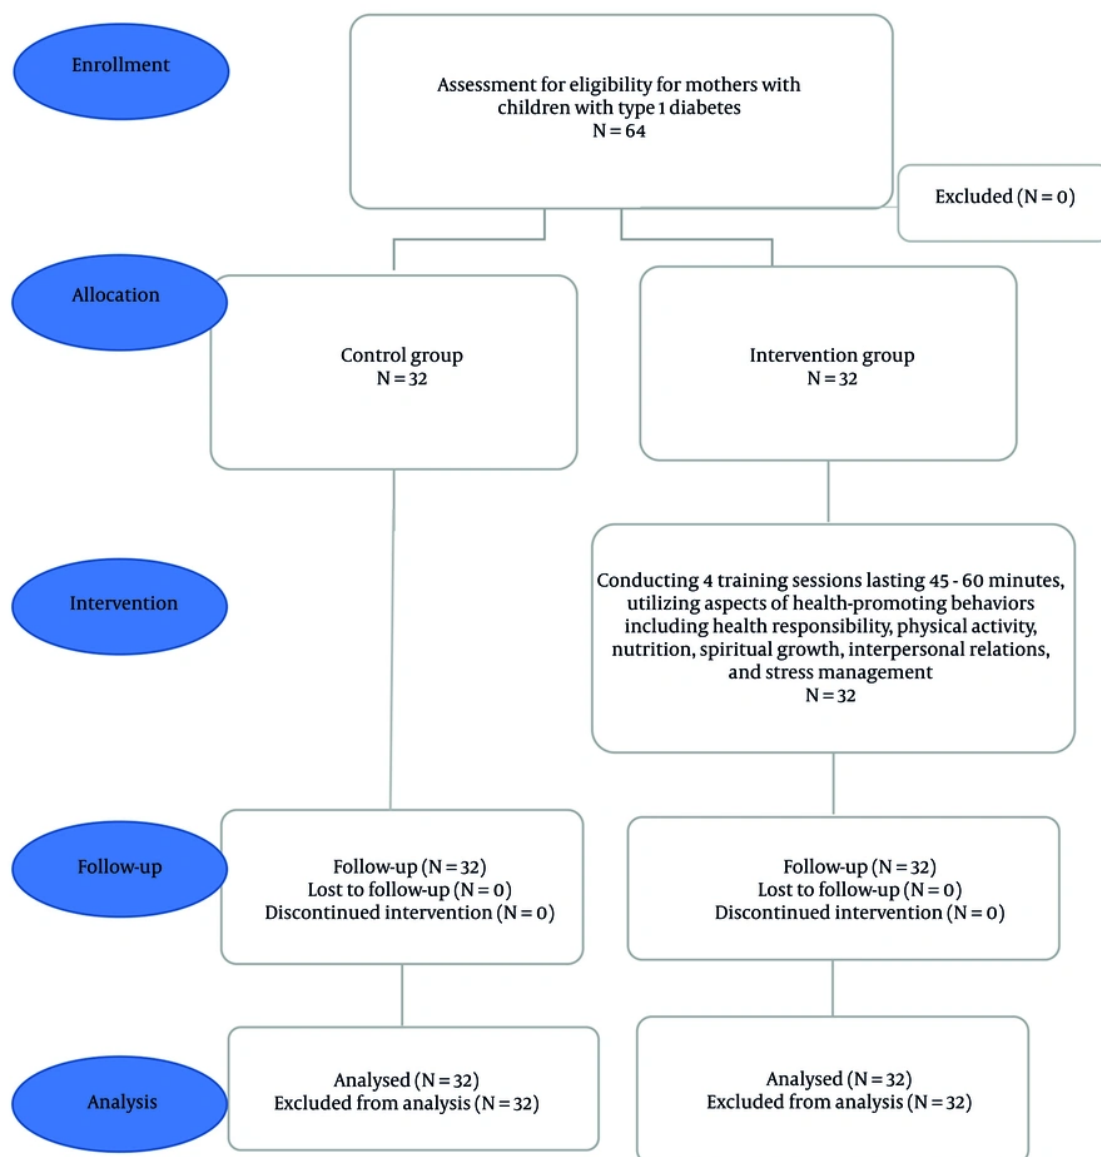 Enrollment
Assessment for eligibility for mothers with
children with type 1 diabetes
N = 64
Excluded (N = 0)
Allocation
Control group
N = 32
Intervention group
N = 32
Intervention
Conducting 4 training sessions lasting 45 - 60 minutes,
utilizing aspects of health-promoting behaviors
including health responsibility, physical activity,
nutrition, spiritual growth, interpersonal relations,
and stress management
N = 32
Follow-up
Follow-up (N = 32)
Lost to follow-up (N = 0)
Discontinued intervention (N = 0)
Follow-up (N = 32)
Lost to follow-up (N = 0)
Discontinued intervention (N = 0)
Analysis
Analysed (N = 32)
Excluded from analysis (N = 32)
Analysed (N = 32)
Excluded from analysis (N = 32)